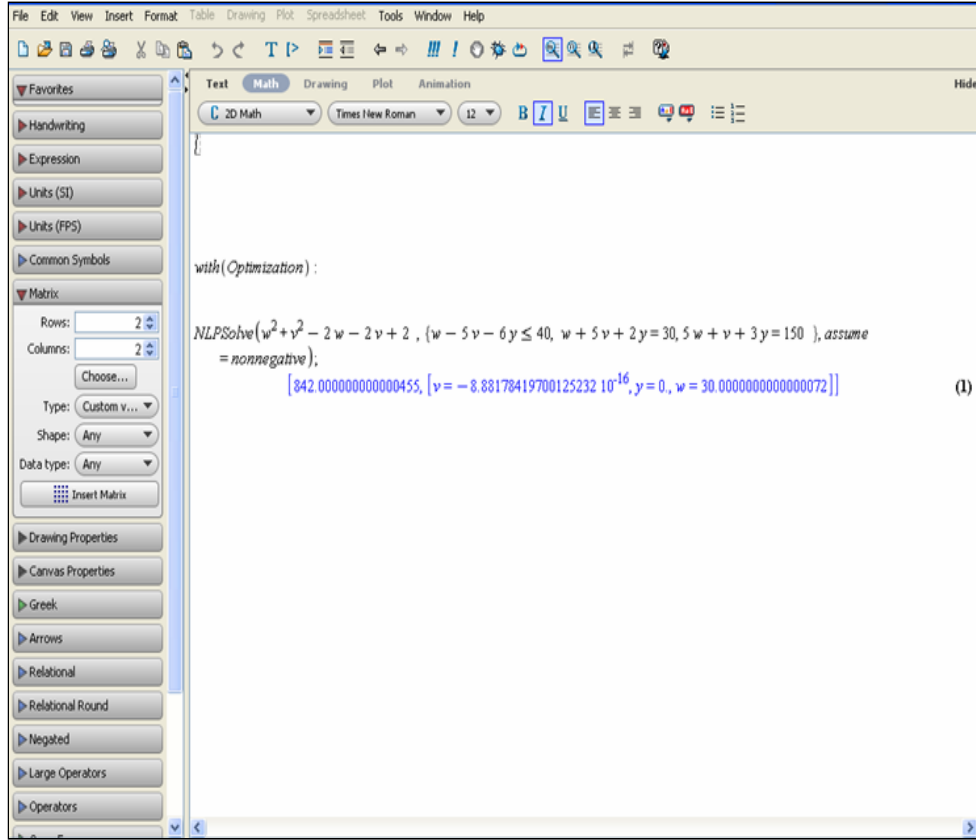 File Edit View Insert Format Table Drawing Plot Spreadsheet Tools Window Help
Favorites
Handwriting
Expression
Units (SI)
Units (FPS)
Common Symbols
Matrix
Rows: 2
Columns: 2
Choose...
Type: Custom v...
Shape: Any
Data type: Any
Insert Matrix
Drawing Properties
Canvas Properties
Greek
Arrows
Relational
Relational Round
Negated
Large Operators
Operators
Text Math Drawing Plot Animation Hide
C 2D Math Times New Roman 12 B I U
with(Optimization) :
NLPSolve(w² + v² − 2 w − 2 v + 2 , {w − 5 v − 6 y ≤ 40, w + 5 v + 2 y = 30, 5 w + v + 3 y = 150 }, assume
= nonnegative);
[842.000000000000455, [v = −8.88178419700125232 10⁻¹⁶, y = 0., w = 30.0000000000000072]] (1)